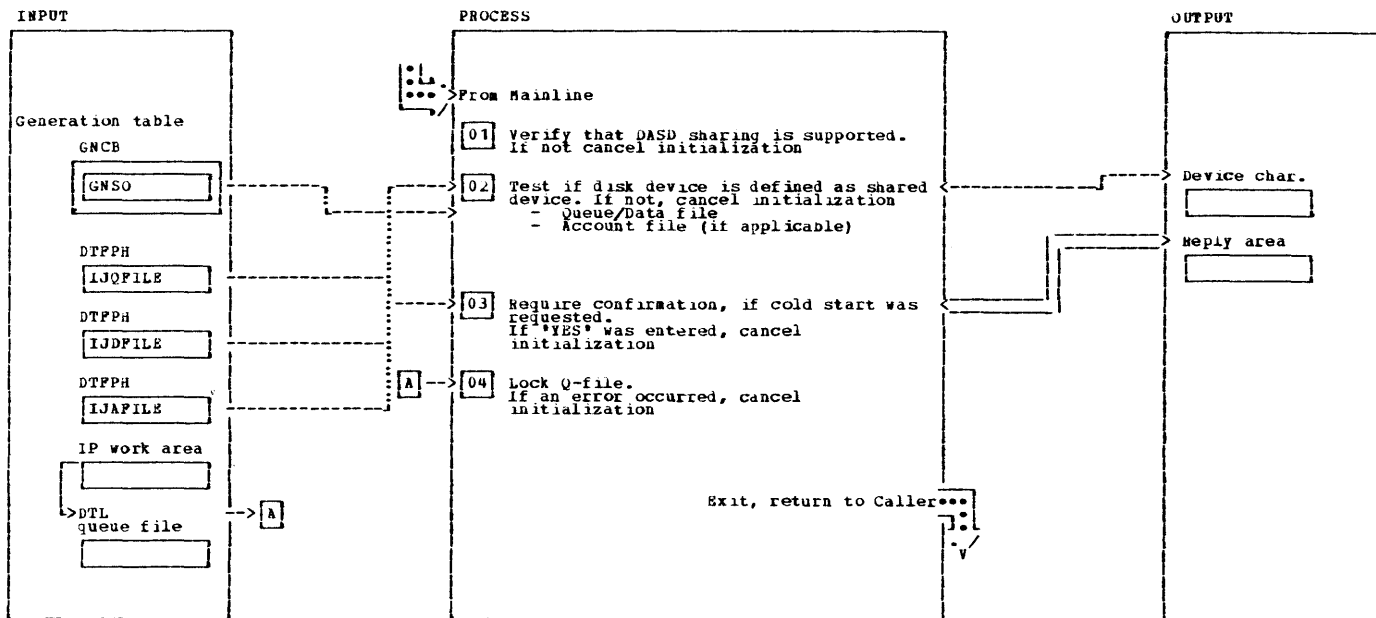 INPUT
PROCESS
OUTPUT
From Mainline
Generation table
GNCB
GNSO
01 Verify that DASD sharing is supported.
If not cancel initialization
02 Test if disk device is defined as shared
device. If not, cancel initialization
- Queue/Data file
- Account file (if applicable)
Device char.
Reply area
DTFPH
IJQFILE
03 Require confirmation, if cold start was
requested.
If 'YES' was entered, cancel
initialization
DTFPH
IJDFILE
DTFPH
IJAFILE
A
04 Lock Q-file.
If an error occurred, cancel
initialization
IP work area
DTL
queue file
A
Exit, return to Caller